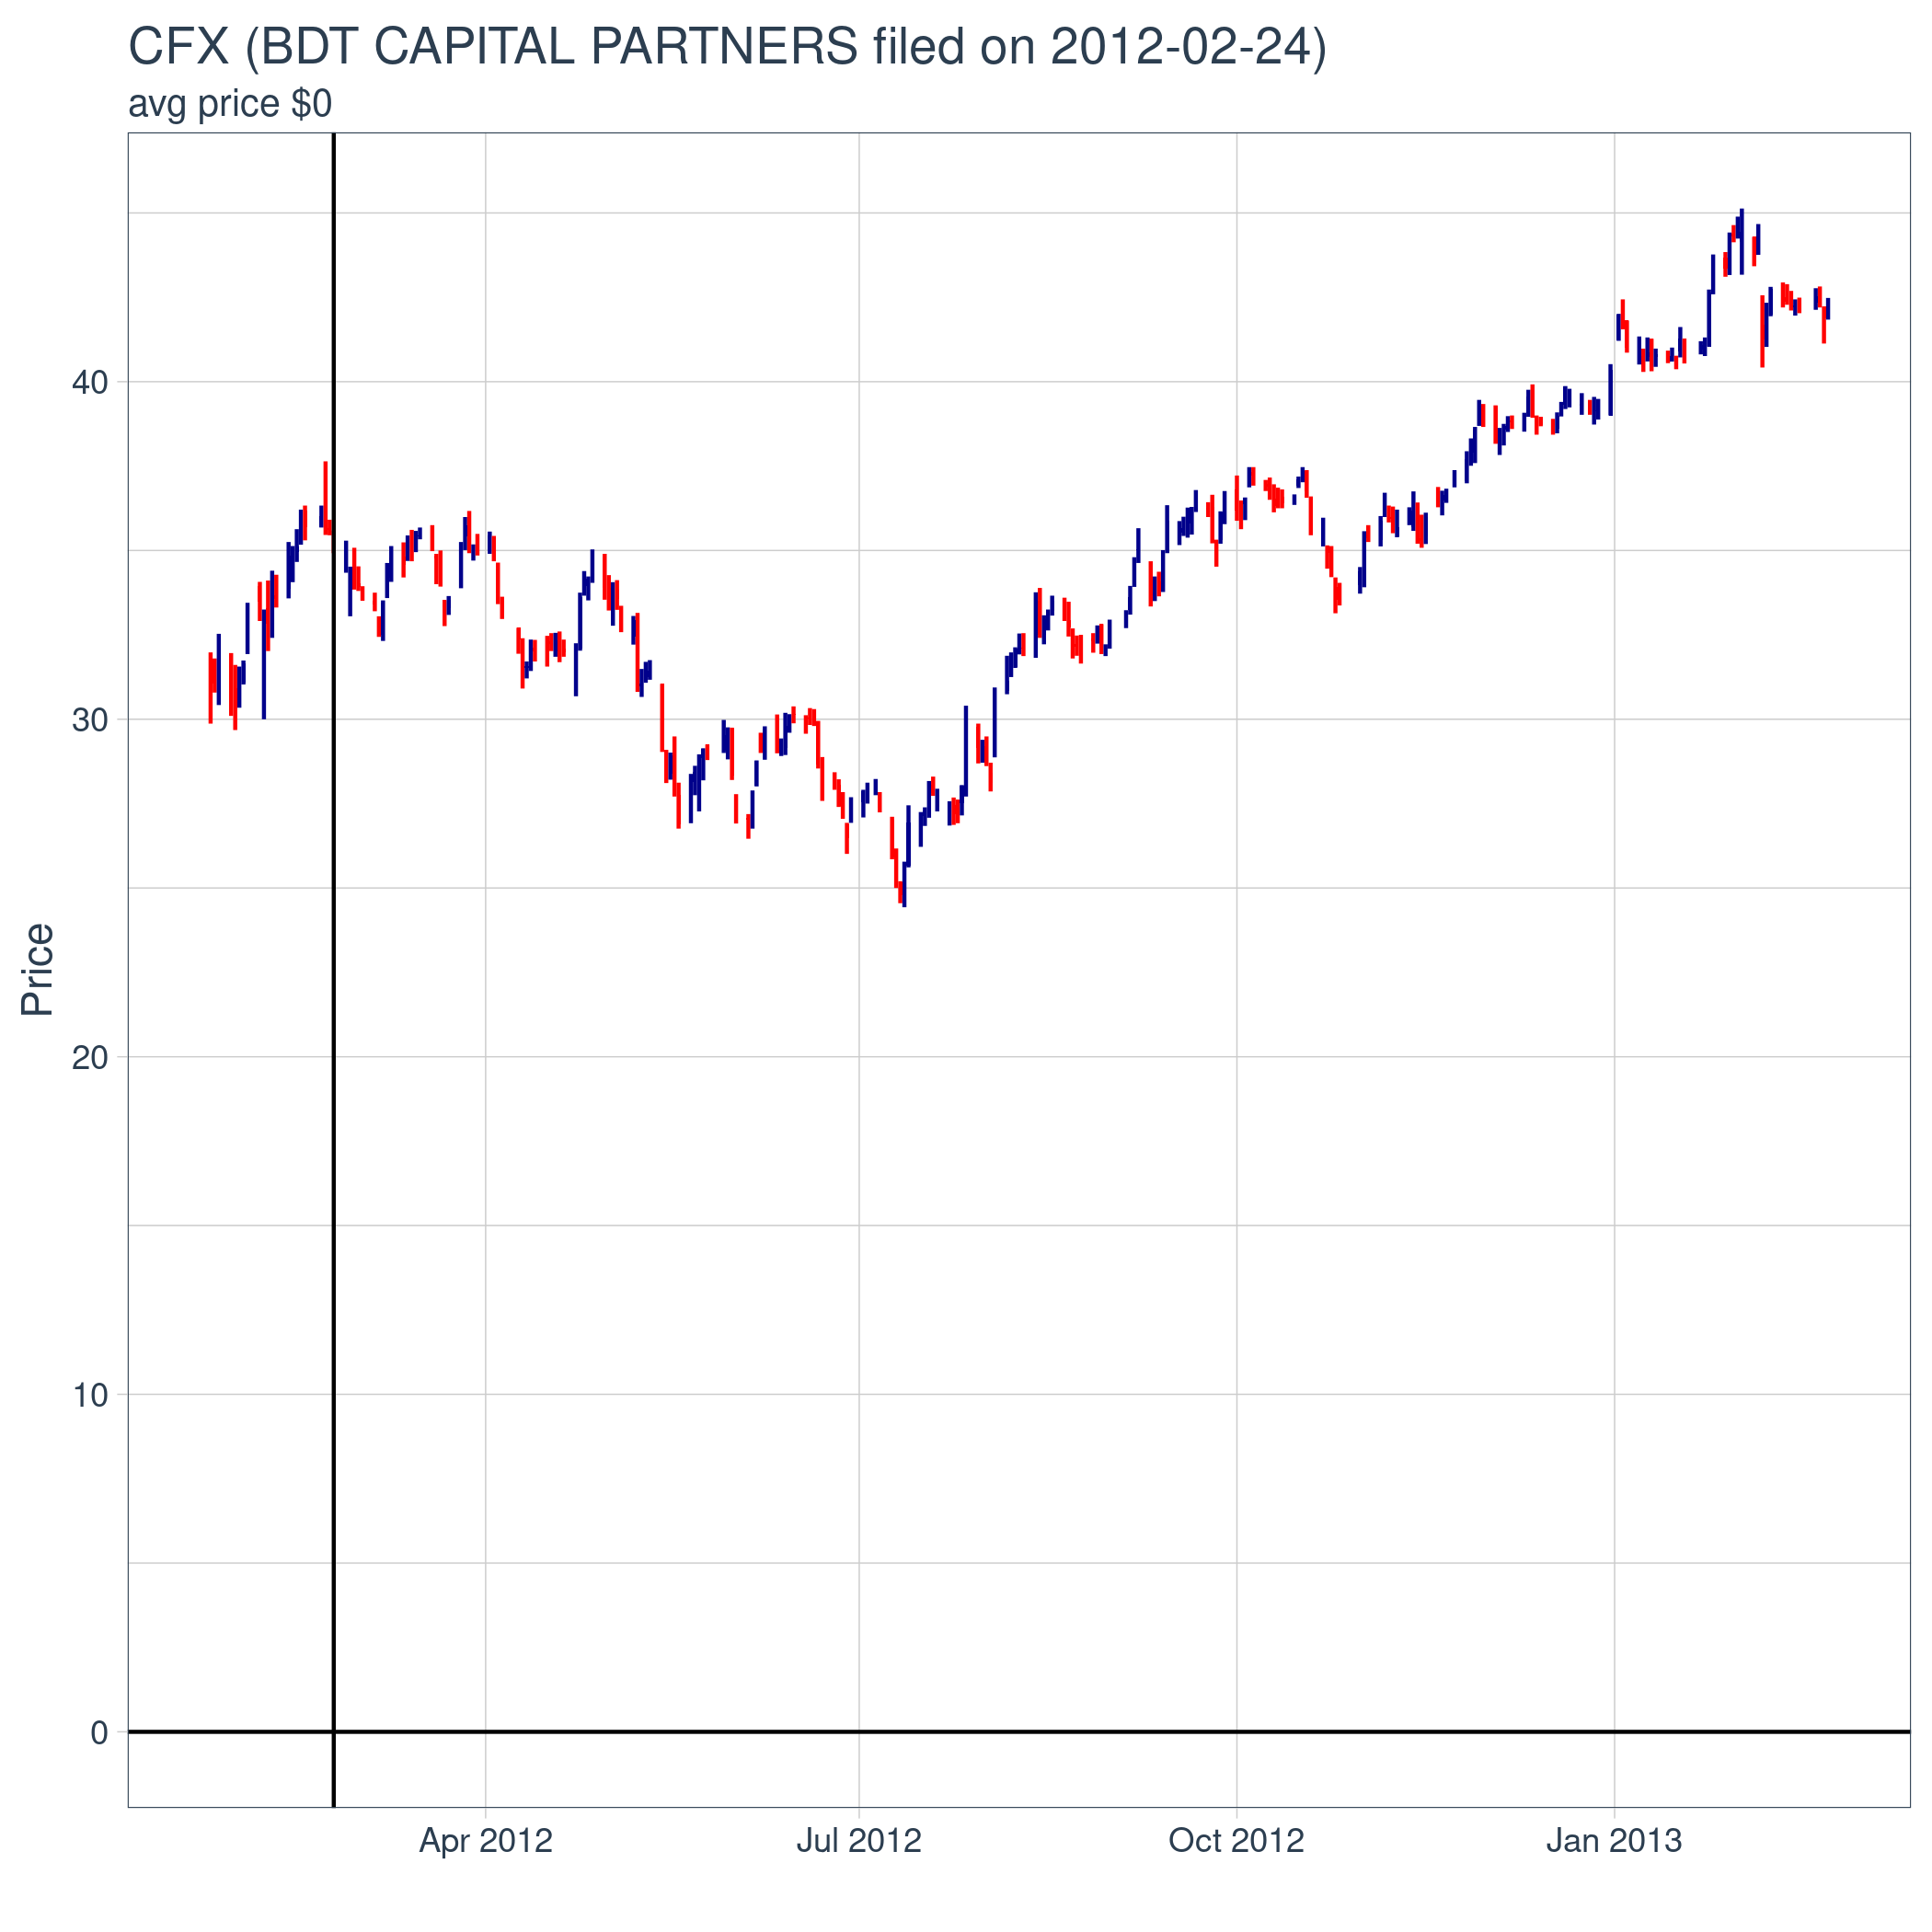 CFX (BDT CAPITAL PARTNERS filed on 2012-02-24)
avg price $0
Price
40
30
20
10
0
Apr 2012
Jul 2012
Oct 2012
Jan 2013